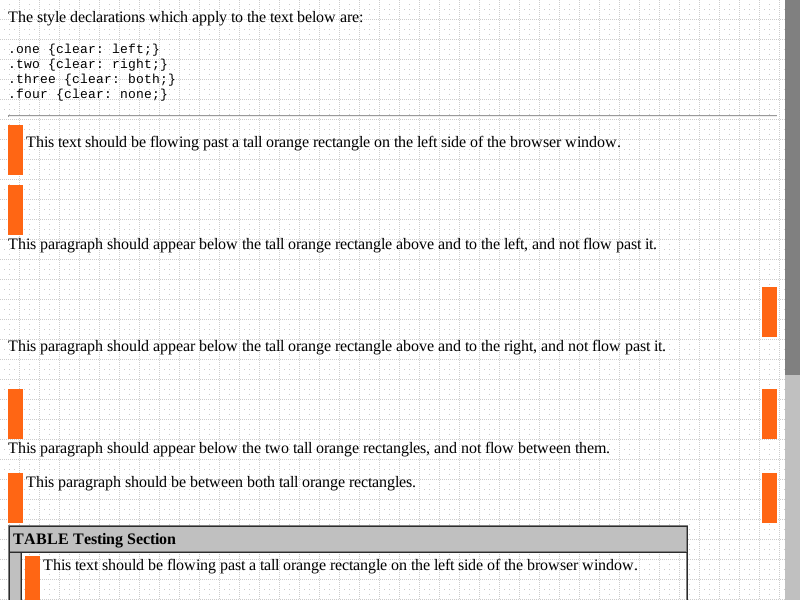 The style declarations which apply to the text below are:
.one {clear: left;}
.two {clear: right;}
.three {clear: both;}
.four {clear: none;}
This text should be flowing past a tall orange rectangle on the left side of the browser window.
This paragraph should appear below the tall orange rectangle above and to the left, and not flow past it.
This paragraph should appear below the tall orange rectangle above and to the right, and not flow past it.
This paragraph should appear below the two tall orange rectangles, and not flow between them.
This paragraph should be between both tall orange rectangles.
TABLE Testing Section
This text should be flowing past a tall orange rectangle on the left side of the browser window.